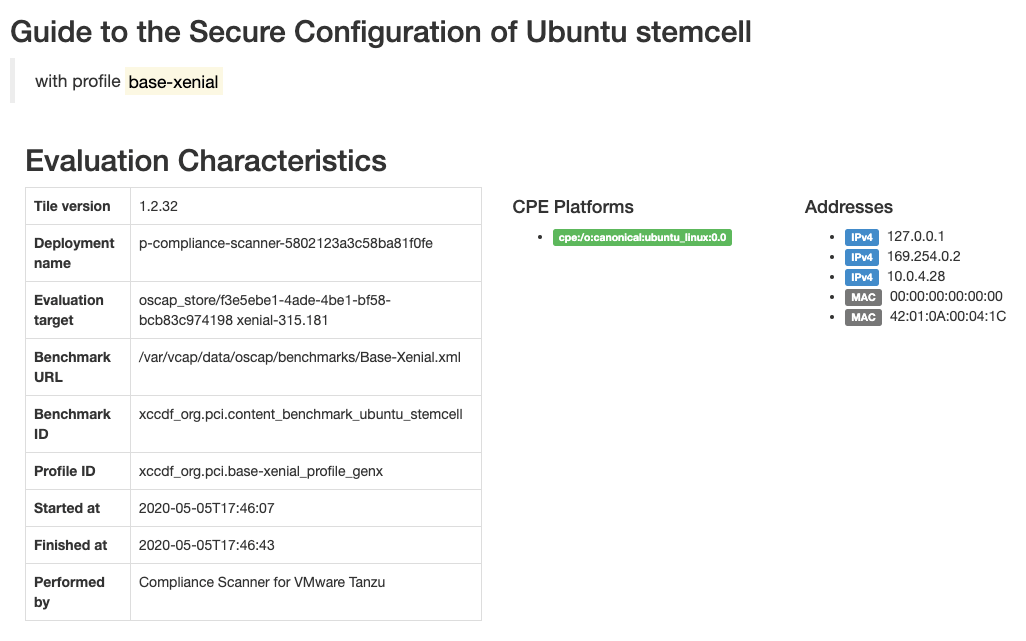 Guide to the Secure Configuration of Ubuntu stemcell
with profile base-xenial
Evaluation Characteristics
Tile version 1.2.32
Deployment name p-compliance-scanner-5802123a3c58ba81f0fe
Evaluation target oscap_store/f3e5ebe1-4ade-4be1-bf58-
bcb83c974198 xenial-315.181
Benchmark URL /var/vcap/data/oscap/benchmarks/Base-Xenial.xml
Benchmark ID xccdf_org.pci.content_benchmark_ubuntu_stemcell
Profile ID xccdf_org.pci.base-xenial_profile_genx
Started at 2020-05-05T17:46:07
Finished at 2020-05-05T17:46:43
Performed by Compliance Scanner for VMware Tanzu
CPE Platforms
cpe:/o:canonical:ubuntu_linux:0.0
Addresses
IPv4 127.0.0.1
IPv4 169.254.0.2
IPv4 10.0.4.28
MAC 00:00:00:00:00:00
MAC 42:01:0A:00:04:1C